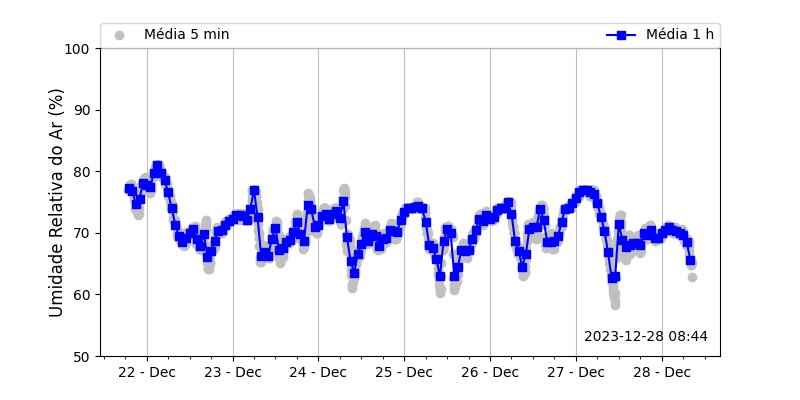 Média 5 min
Média 1 h
Umidade Relativa do Ar (%)
100
90
80
70
60
50
2023-12-28 08:44
22 - Dec
23 - Dec
24 - Dec
25 - Dec
26 - Dec
27 - Dec
28 - Dec